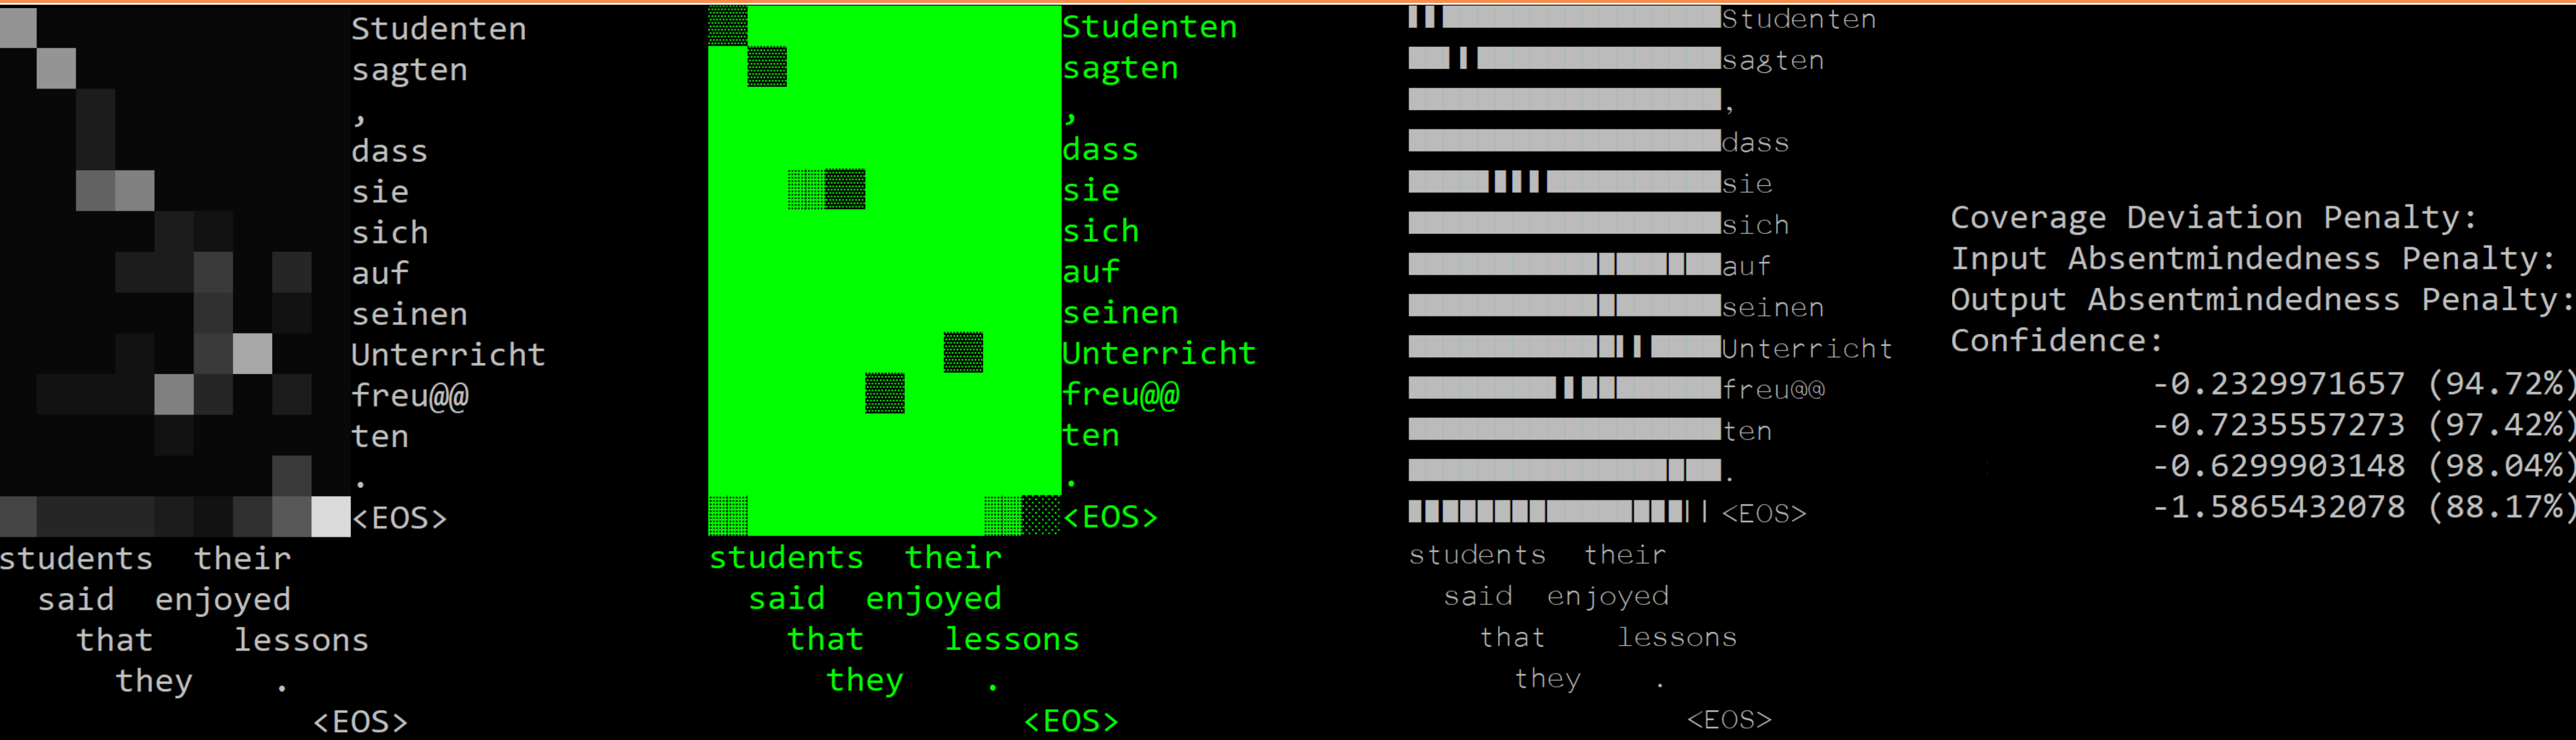 Studenten
sagten
,
dass
sie
sich
auf
seinen
Unterricht
freu@@
ten
.
<EOS>
students their
said enjoyed
that lessons
they .
<EOS>
Studenten
sagten
,
dass
sie
sich
auf
seinen
Unterricht
freu@@
ten
.
<EOS>
students their
said enjoyed
that lessons
they .
<EOS>
Studenten
sagten
,
dass
sie
sich
auf
seinen
Unterricht
freu@@
ten
.
<EOS>
students their
said enjoyed
that lessons
they .
<EOS>
Coverage Deviation Penalty:
Input Absentmindedness Penalty:
Output Absentmindedness Penalty:
Confidence:
-0.2329971657 (94.72%)
-0.7235557273 (97.42%)
-0.6299903148 (98.04%)
-1.5865432078 (88.17%)